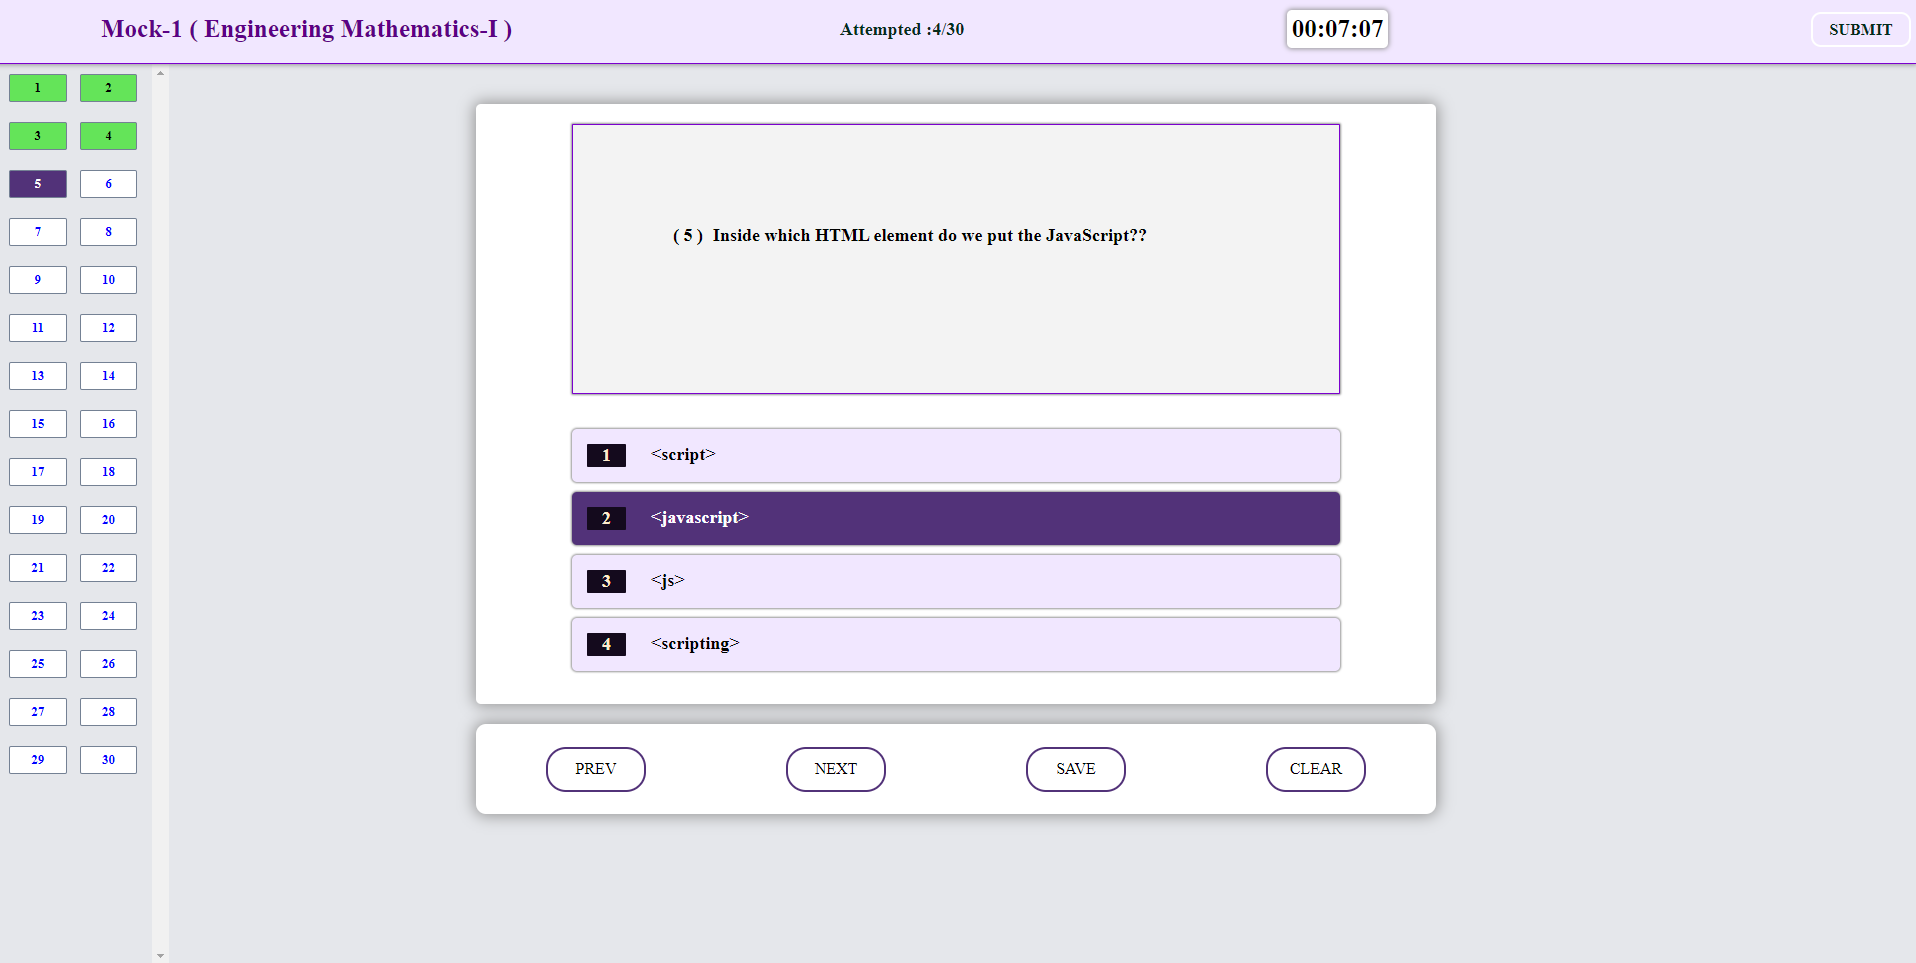 Mock-1 ( Engineering Mathematics-I )
Attempted :4/30
00:07:07
SUBMIT
1 2
3 4
5 6
7 8
9 10
11 12
13 14
15 16
17 18
19 20
21 22
23 24
25 26
27 28
29 30
( 5 ) Inside which HTML element do we put the JavaScript??
1 <script>
2 <javascript>
3 <js>
4 <scripting>
PREV NEXT SAVE CLEAR